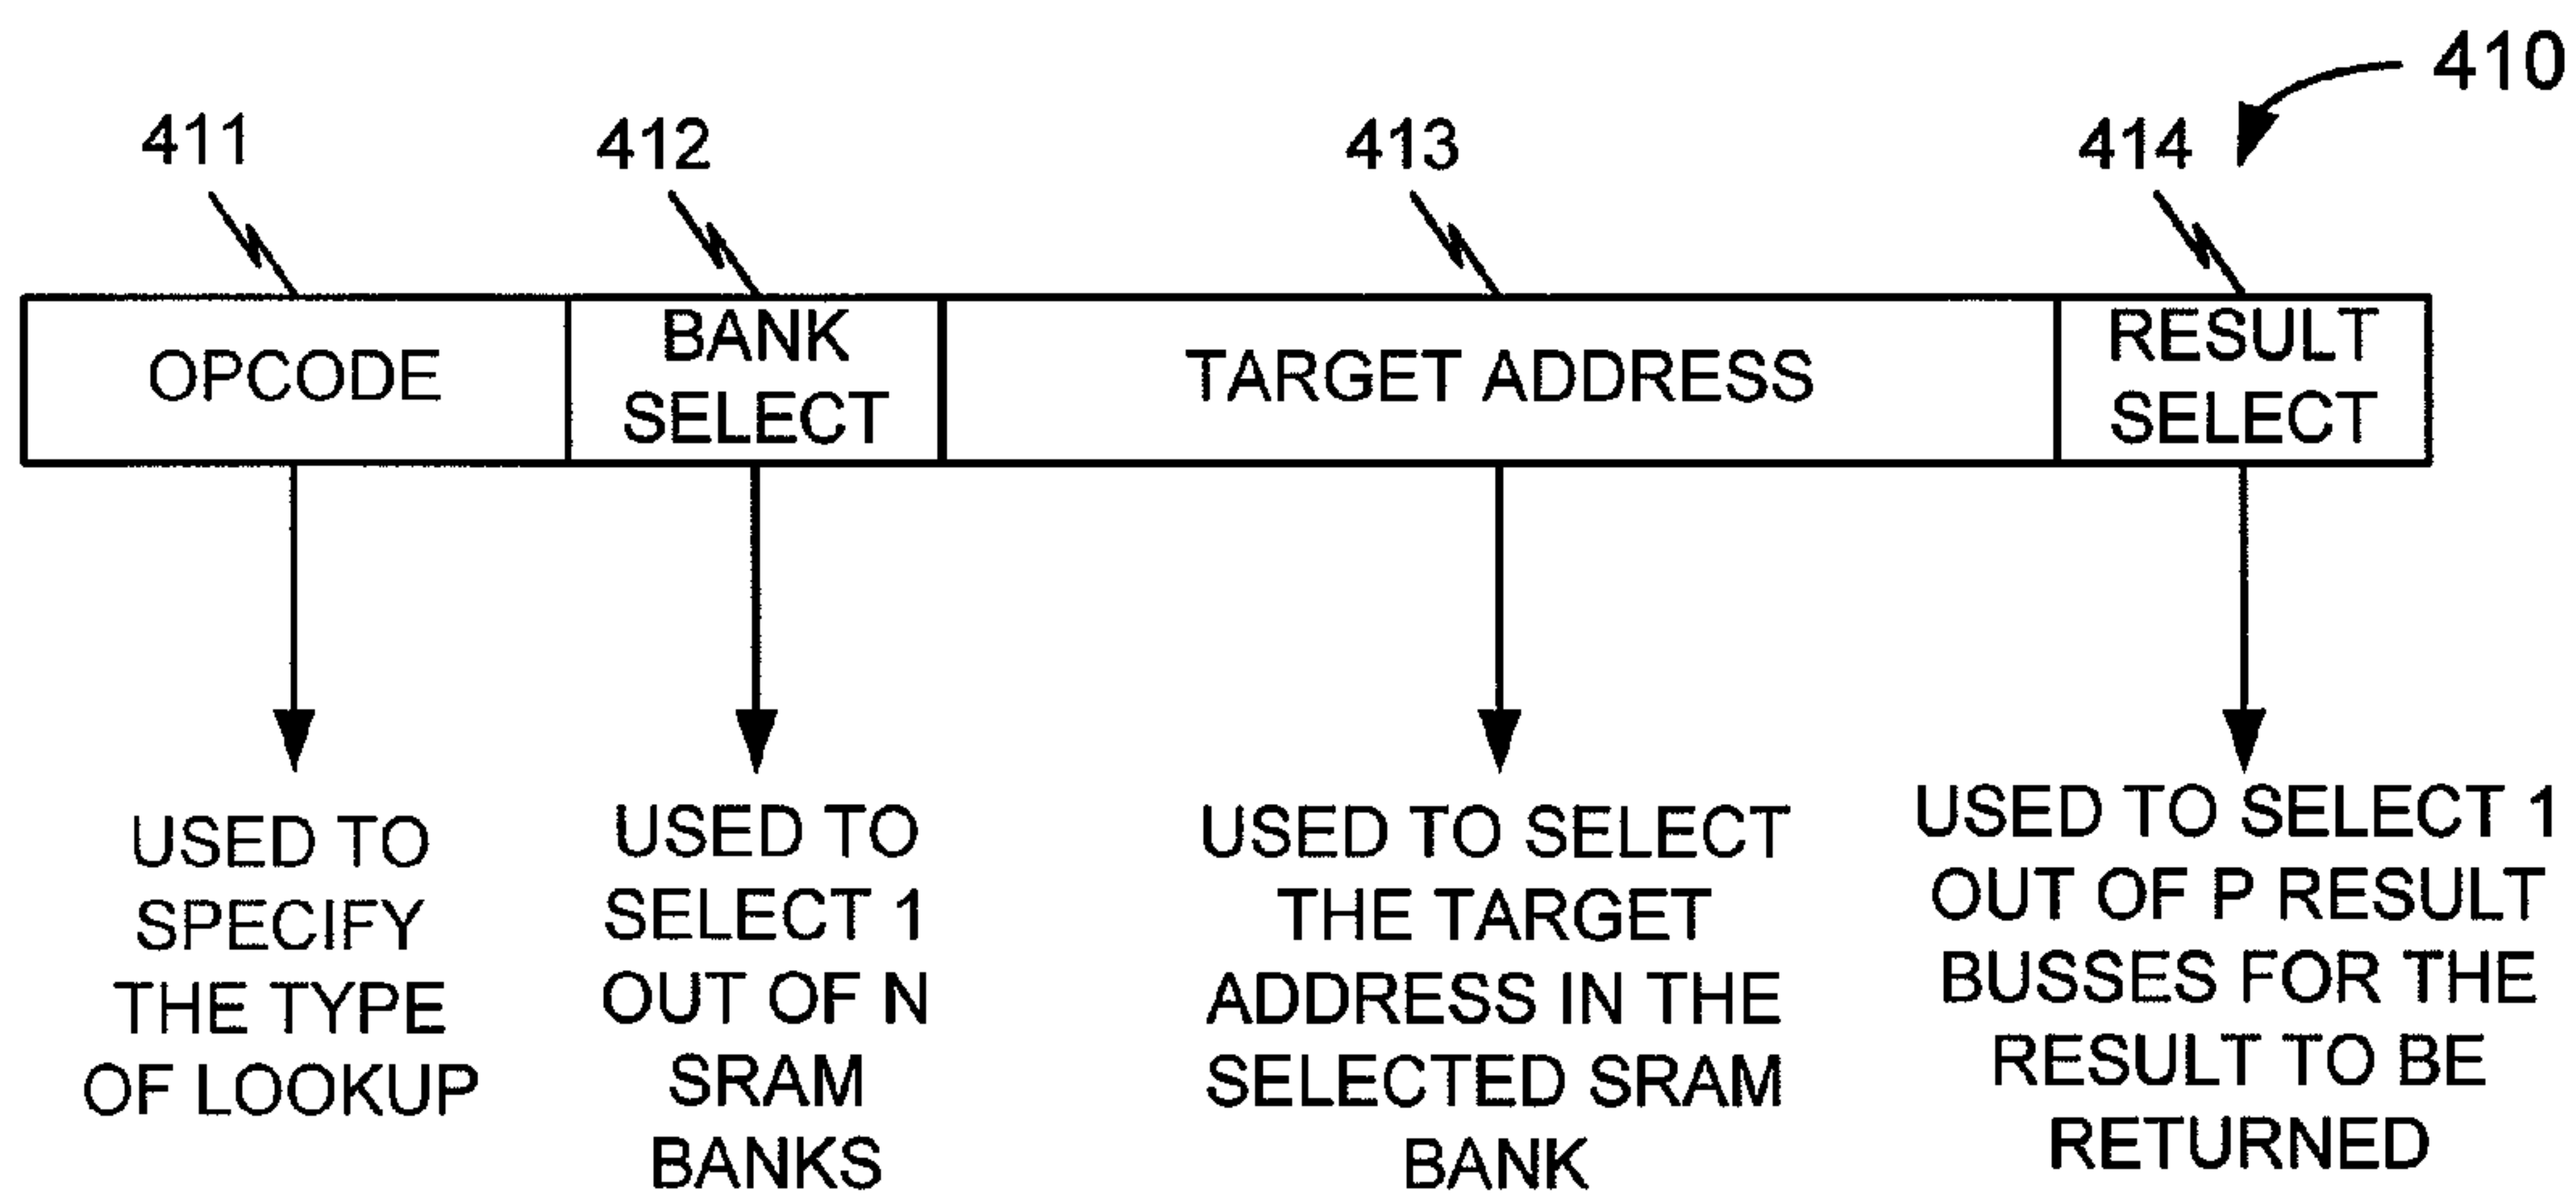 410
411
412
413
414
OPCODE
BANK
SELECT
TARGET ADDRESS
RESULT
SELECT
USED TO
SPECIFY
THE TYPE
OF LOOKUP
USED TO
SELECT 1
OUT OF N
SRAM
BANKS
USED TO SELECT
THE TARGET
ADDRESS IN THE
SELECTED SRAM
BANK
USED TO SELECT 1
OUT OF P RESULT
BUSSES FOR THE
RESULT TO BE
RETURNED